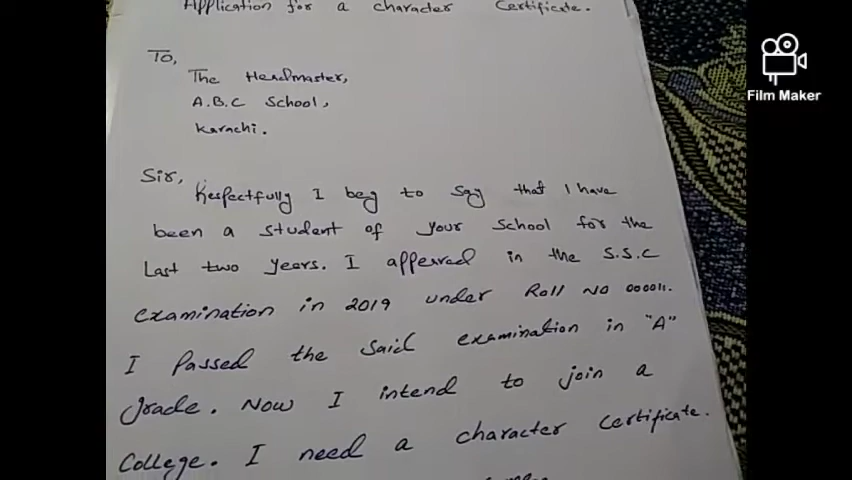 Application for a character Certificate.
To,
The Headmaster,
A.B.C School,
Karachi.
Sir,
Respectfully I beg to say that I have
been a student of your School for the
Last two years. I appeared in the S.S.C
examination in 2019 under Roll No 000011.
I Passed the said examination in "A"
grade. Now I intend to join a
College. I need a character certificate.
Film Maker